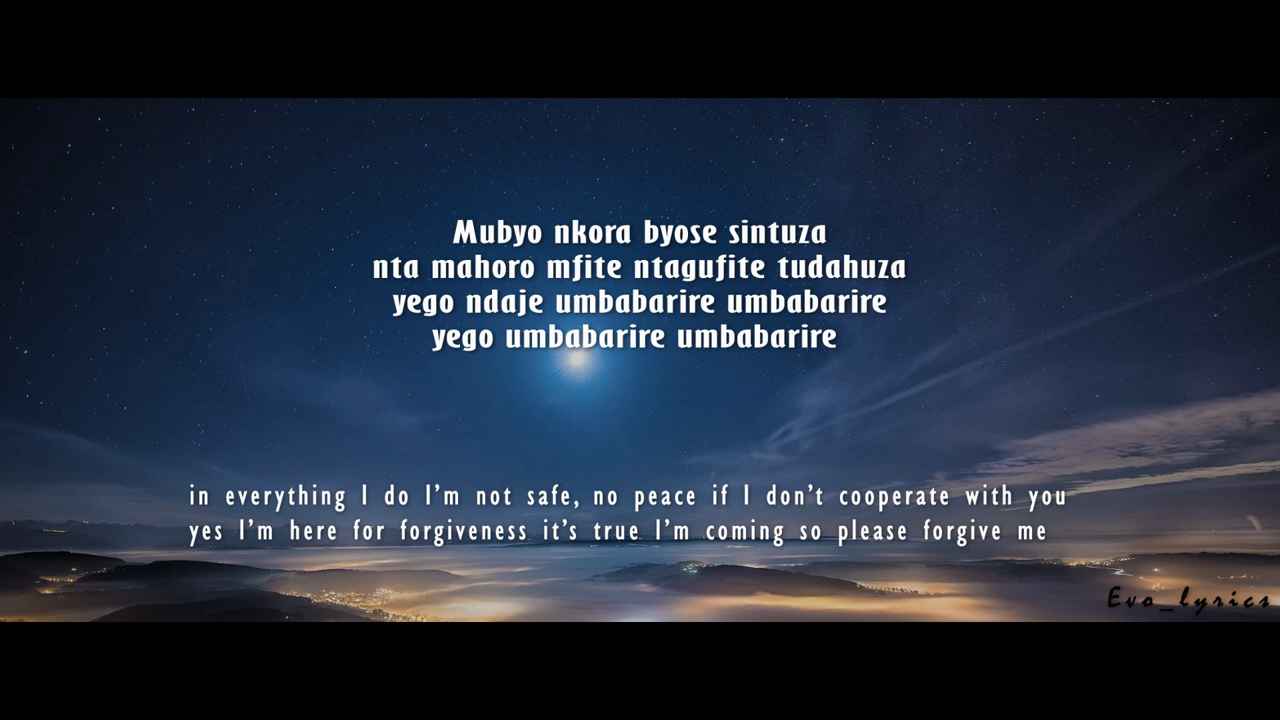 Mubyo nkora byose sintuza
nta mahoro mfite ntagufite tudahuza
yego ndaje umbabarire umbabarire
yego umbabarire umbabarire
in everything I do I'm not safe, no peace if I don't cooperate with you
yes I'm here for forgiveness it's true I'm coming so please forgive me
Evo_lyrics